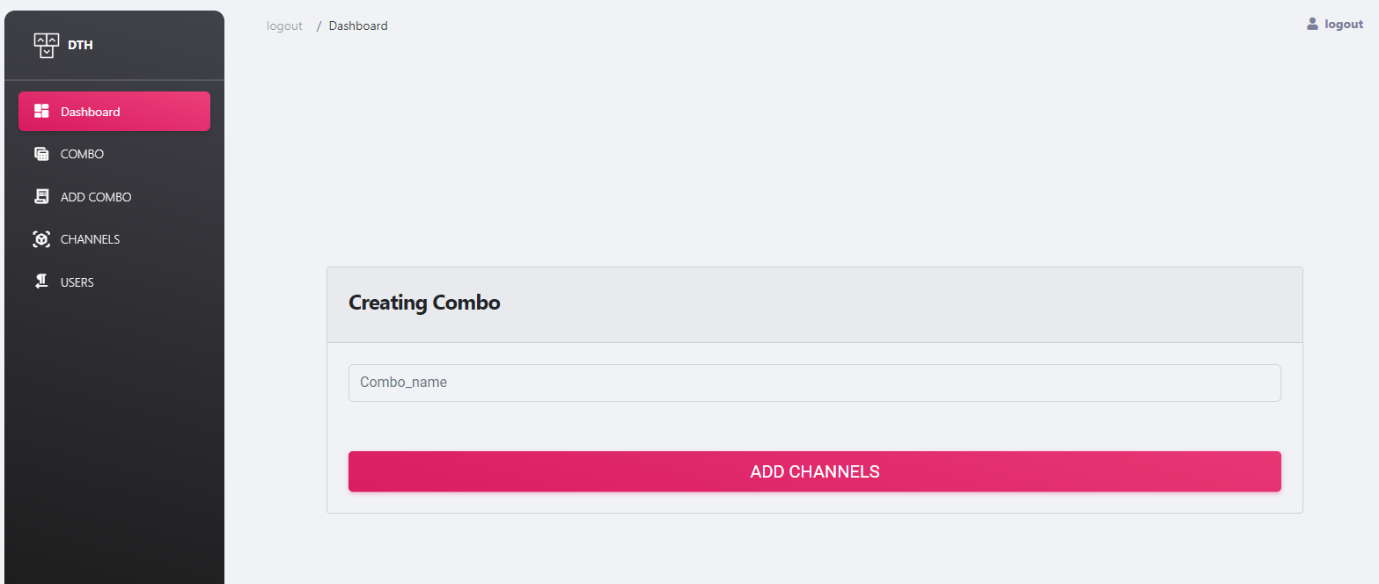 DTH
Dashboard
COMBO
ADD COMBO
CHANNELS
USERS
logout / Dashboard
logout
Creating Combo
Combo_name
ADD CHANNELS